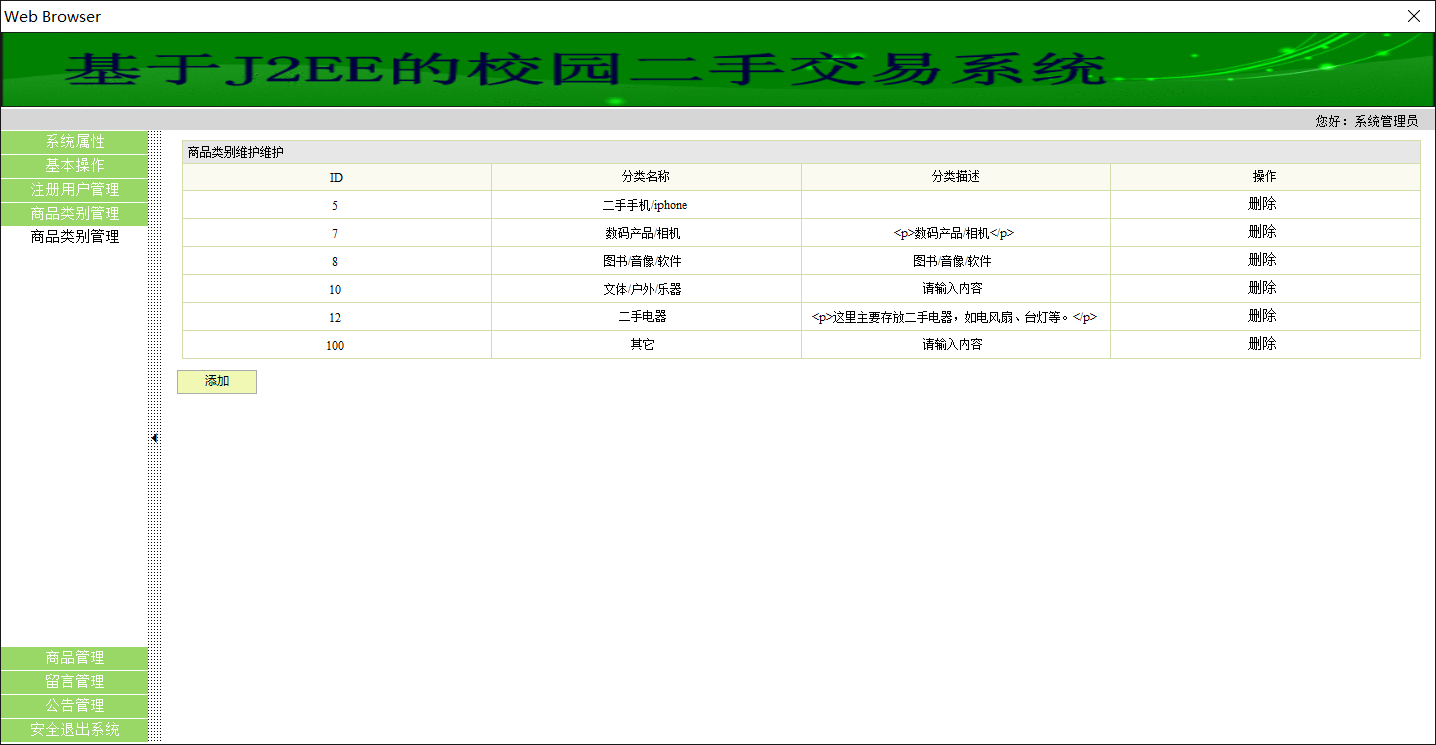 Web Browser
基于J2EE的校园二手交易系统
您好：系统管理员
系统属性
基本操作
注册用户管理
商品类别管理
商品类别管理
商品管理
留言管理
公告管理
安全退出系统
商品类别维护维护
ID 分类名称 分类描述 操作
5 二手手机/iphone 删除
7 数码产品/相机 <p>数码产品/相机</p> 删除
8 图书/音像/软件 图书/音像/软件 删除
10 文体/户外/乐器 请输入内容 删除
12 二手电器 <p>这里主要存放二手电器，如电风扇、台灯等。</p> 删除
100 其它 请输入内容 删除
添加